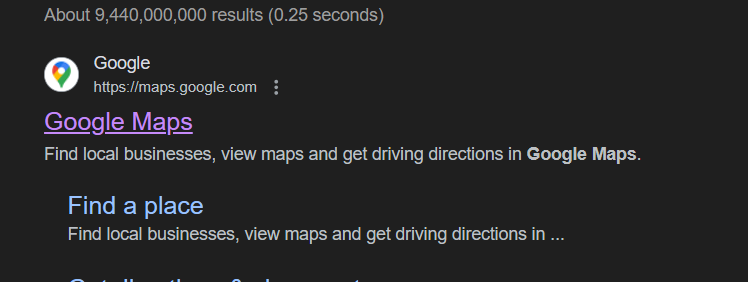 About 9,440,000,000 results (0.25 seconds)
Google
https://maps.google.com
Google Maps
Find local businesses, view maps and get driving directions in Google Maps.
Find a place
Find local businesses, view maps and get driving directions in ...